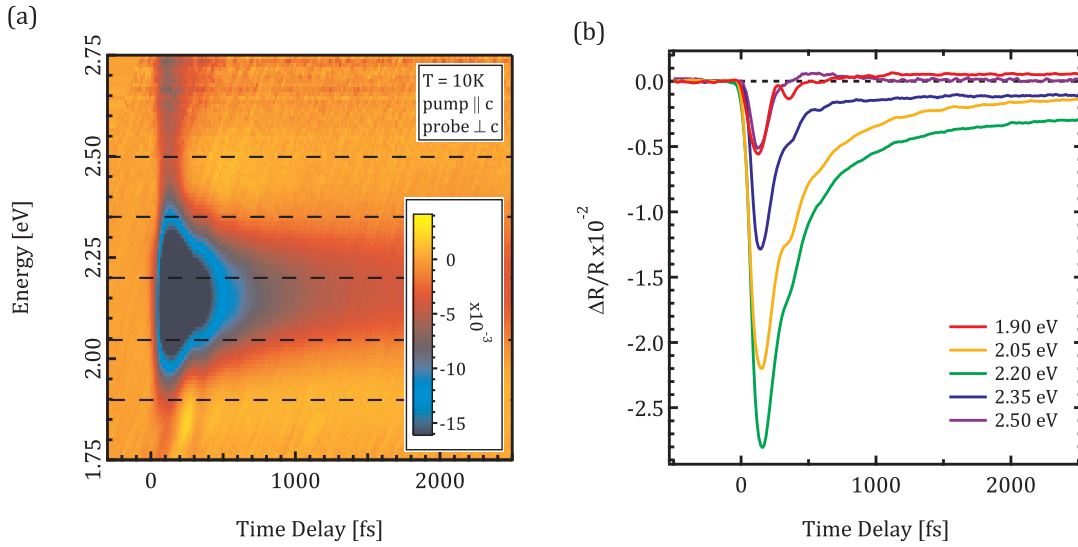 (a)
Energy [eV]
2.75
2.50
2.25
2.00
1.75
T = 10K
pump || c
probe ⊥ c
0
-5
-10
-15
x10⁻³
0
1000
2000
Time Delay [fs]
(b)
ΔR/R x10⁻²
0.0
-0.5
-1.0
-1.5
-2.0
-2.5
1.90 eV
2.05 eV
2.20 eV
2.35 eV
2.50 eV
0
1000
2000
Time Delay [fs]